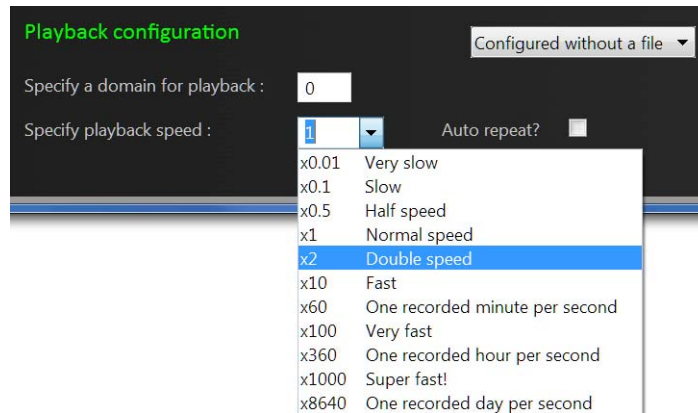 Playback configuration
Configured without a file
Specify a domain for playback : 0
Specify playback speed : 1 Auto repeat?
x0.01 Very slow
x0.1 Slow
x0.5 Half speed
x1 Normal speed
x2 Double speed
x10 Fast
x60 One recorded minute per second
x100 Very fast
x360 One recorded hour per second
x1000 Super fast!
x8640 One recorded day per second